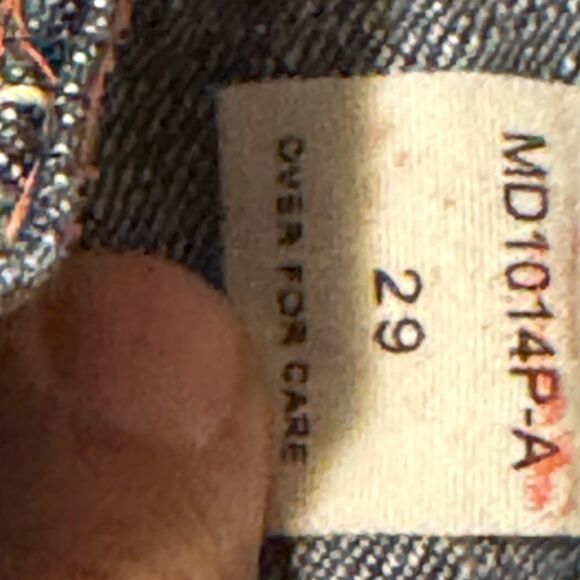 MD1014P-A
29
OVER FOR CARE